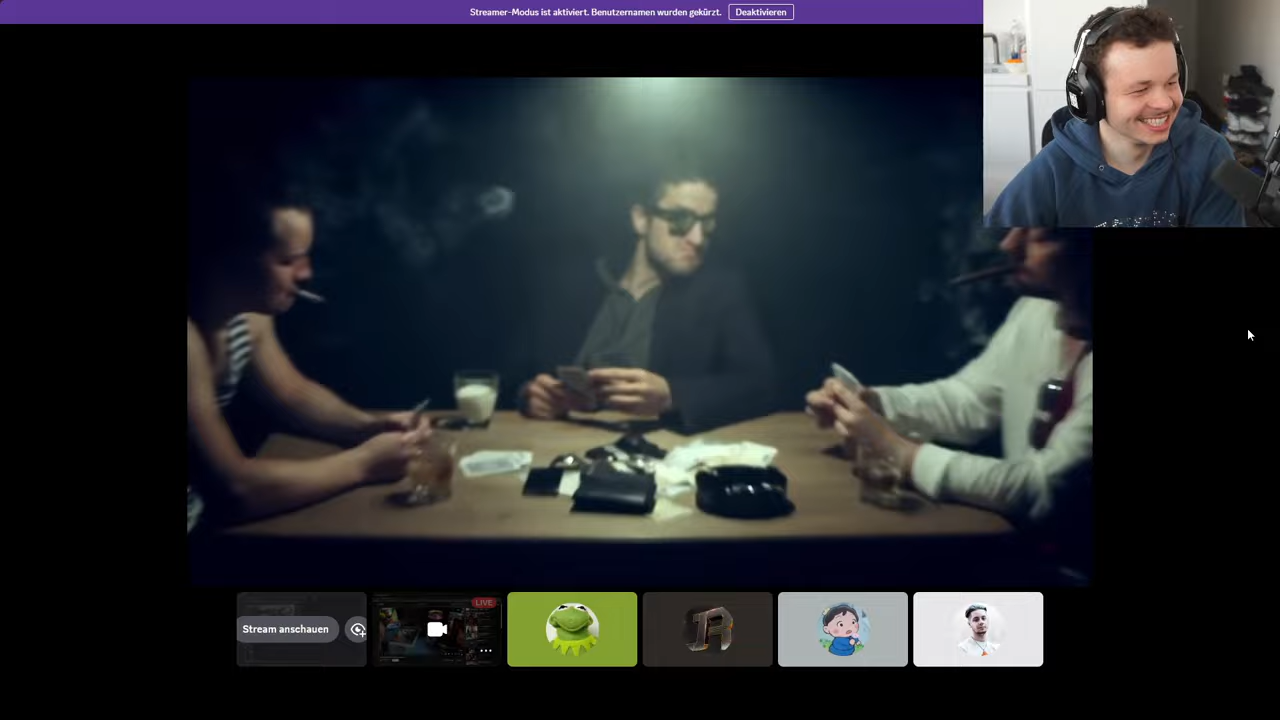 Streamer-Modus ist aktiviert. Benutzernamen wurden gekürzt. Deaktivieren
LIVE
Stream anschauen